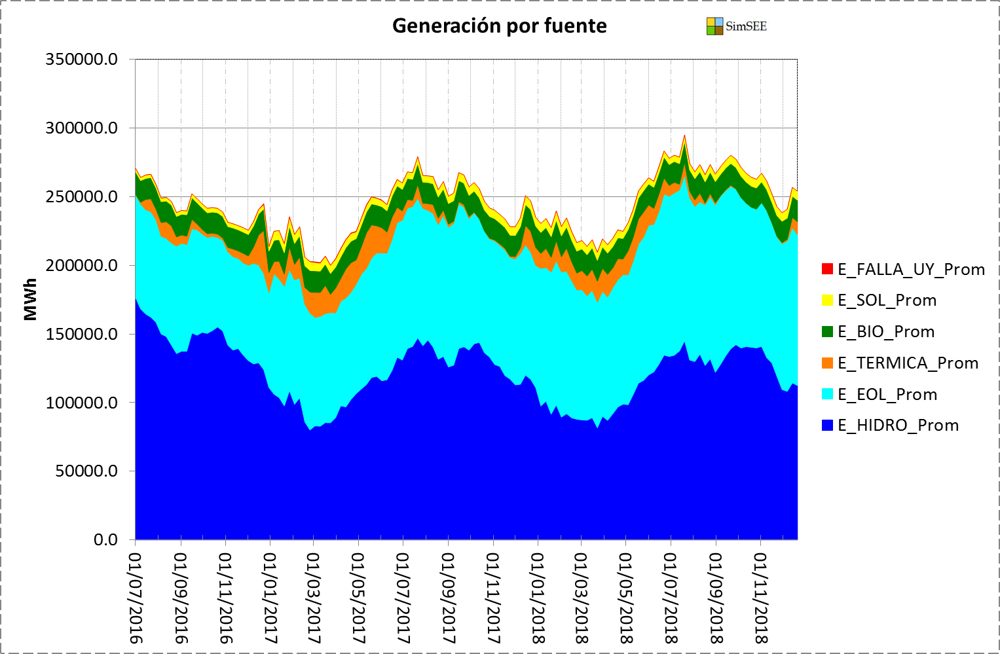 Generación por fuente
SimSEE
350000.0
300000.0
250000.0
200000.0
150000.0
100000.0
50000.0
0.0
MWh
01/07/2016
01/09/2016
01/11/2016
01/01/2017
01/03/2017
01/05/2017
01/07/2017
01/09/2017
01/11/2017
01/01/2018
01/03/2018
01/05/2018
01/07/2018
01/09/2018
01/11/2018
E_FALLA_UY_Prom
E_SOL_Prom
E_BIO_Prom
E_TERMICA_Prom
E_EOL_Prom
E_HIDRO_Prom